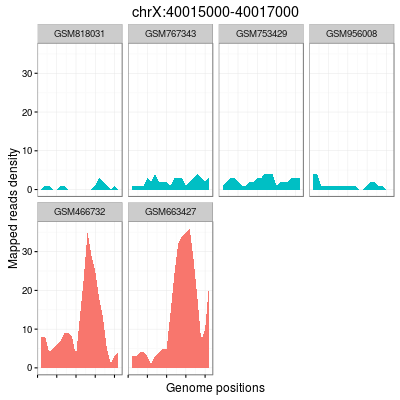 chrX:40015000-40017000
GSM818031 GSM767343 GSM753429 GSM956008
30
20
10
0
Mapped reads density
GSM466732 GSM663427
30
20
10
0
Genome positions